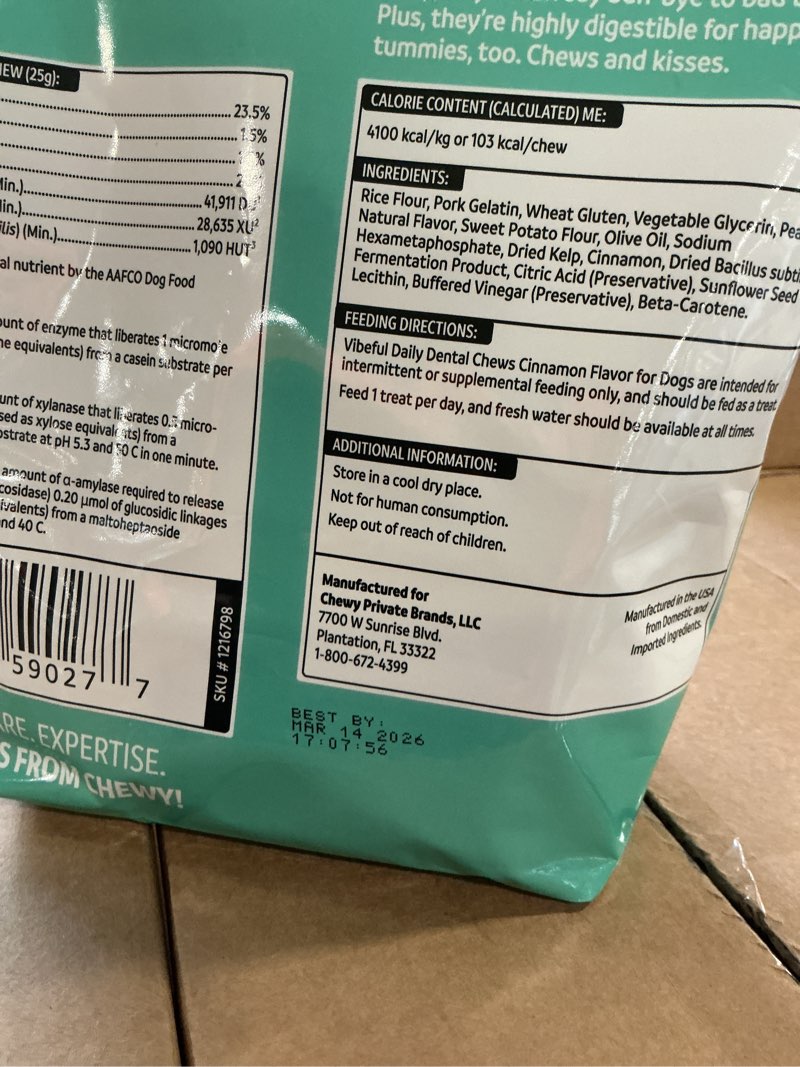 Plus, they're highly digestible for happ
tummies, too. Chews and kisses.
EW (25g):
23.5%
1.5%
%
2
in.)
41,911 D
in.)
28,635 XU²
ilis) (Min.)
1,090 HUT³
al nutrient by the AAFCO Dog Food
ount of enzyme that liberates 1 micromole
ne equivalents) from a casein substrate per
unt of xylanase that liberates 0.5 micro-
sed as xylose equivalents) from a
ostrate at pH 5.3 and 50 C in one minute.
amount of α-amylase required to release
cosidase) 0.20 μmol of glucosidic linkages
ivalents) from a maltoheptaoside
nd 40 C.
59027 7
SKU # 1216798
RE. EXPERTISE.
S FROM CHEWY!
CALORIE CONTENT (CALCULATED) ME:
4100 kcal/kg or 103 kcal/chew
INGREDIENTS:
Rice Flour, Pork Gelatin, Wheat Gluten, Vegetable Glycerin, Pea
Natural Flavor, Sweet Potato Flour, Olive Oil, Sodium
Hexametaphosphate, Dried Kelp, Cinnamon, Dried Bacillus subti
Fermentation Product, Citric Acid (Preservative), Sunflower Seed
Lecithin, Buffered Vinegar (Preservative), Beta-Carotene.
FEEDING DIRECTIONS:
Vibeful Daily Dental Chews Cinnamon Flavor for Dogs are intended for
intermittent or supplemental feeding only, and should be fed as a treat.
Feed 1 treat per day, and fresh water should be available at all times.
ADDITIONAL INFORMATION:
Store in a cool dry place.
Not for human consumption.
Keep out of reach of children.
Manufactured for
Chewy Private Brands, LLC
7700 W Sunrise Blvd.
Plantation, FL 33322
1-800-672-4399
Manufactured in the USA
from Domestic and
Imported Ingredients.
BEST BY:
MAR 14 2026
17:07:56